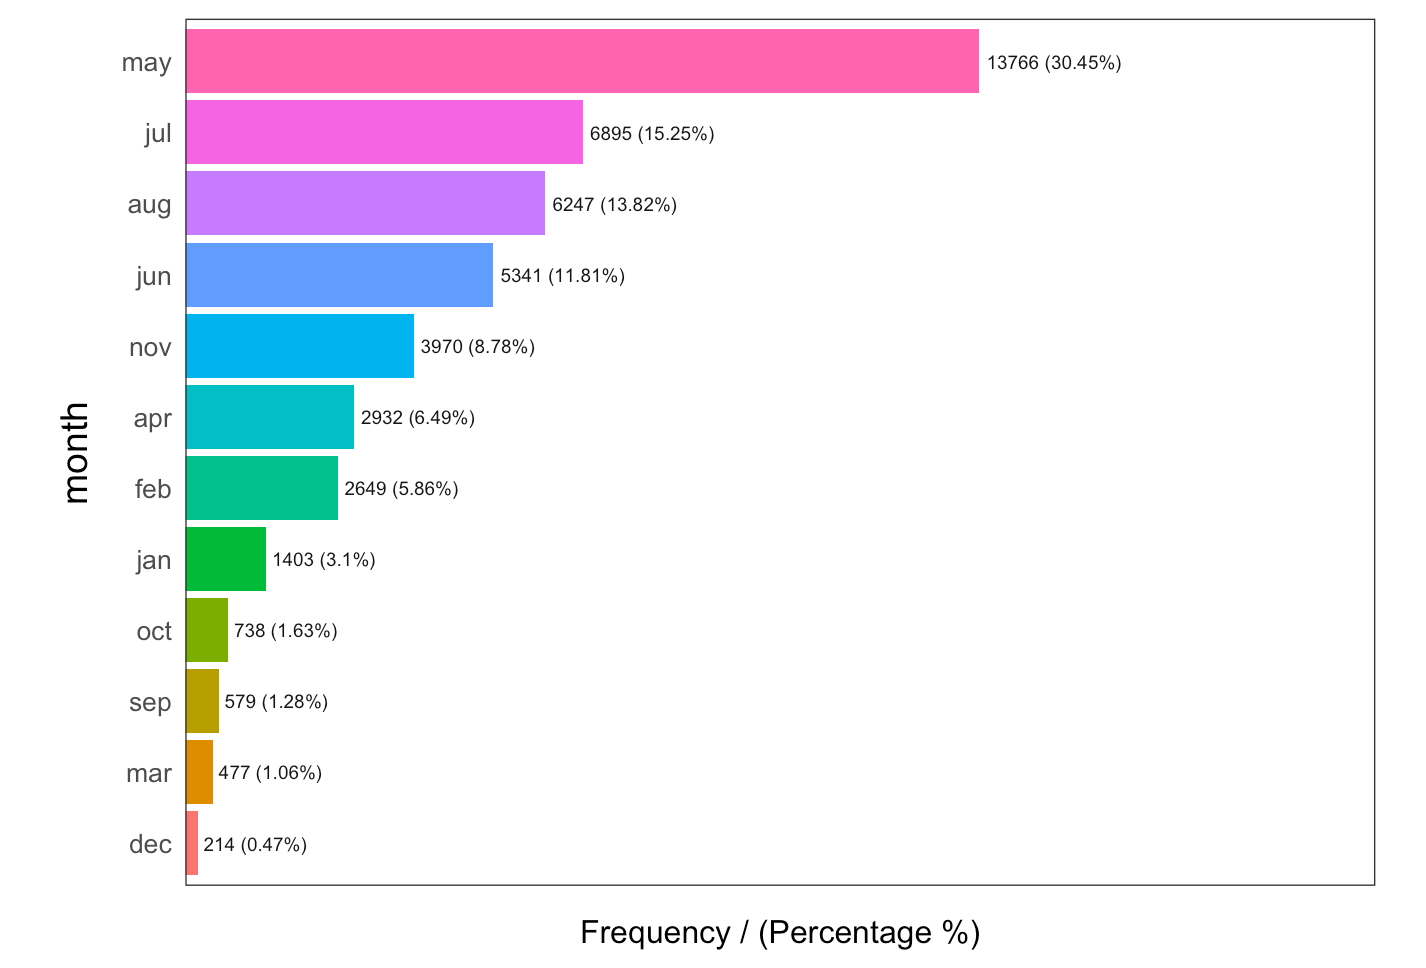 may 13766 (30.45%)
jul 6895 (15.25%)
aug 6247 (13.82%)
jun 5341 (11.81%)
nov 3970 (8.78%)
apr 2932 (6.49%)
feb 2649 (5.86%)
jan 1403 (3.1%)
oct 738 (1.63%)
sep 579 (1.28%)
mar 477 (1.06%)
dec 214 (0.47%)
month
Frequency / (Percentage %)